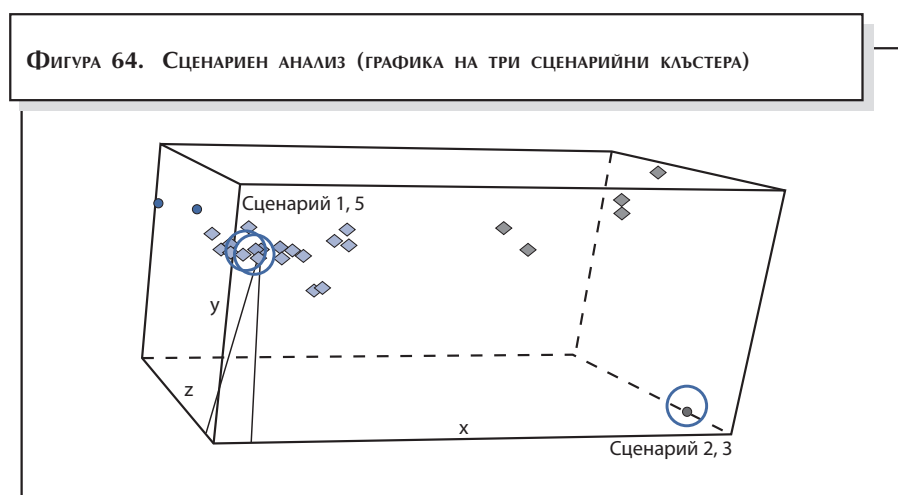 Фигура 64. Сценариен анализ (графика на три сценарийни клъстера)
Сценарий 1, 5
y
z
x
Сценарий 2, 3